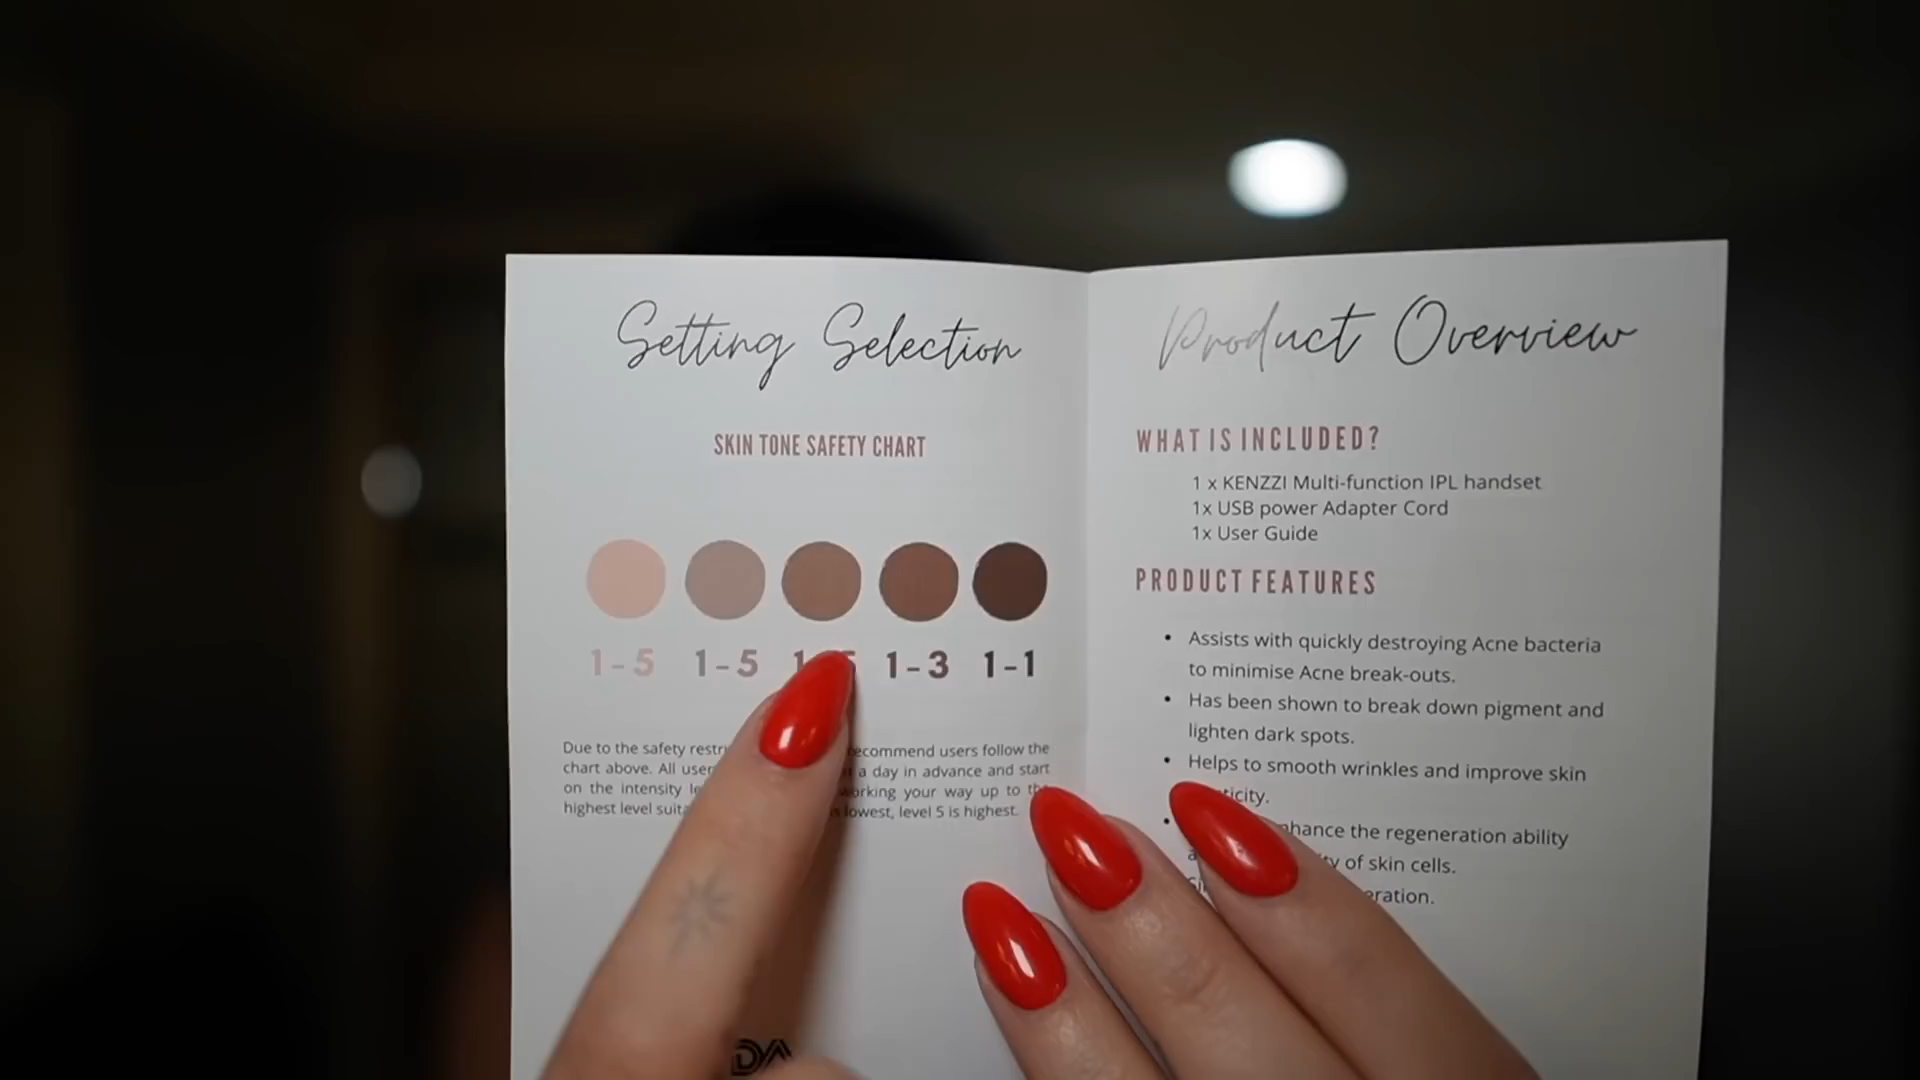 Setting Selection
SKIN TONE SAFETY CHART
1-5 1-5 1-5 1-3 1-1
Due to the safety recommend users follow the
chart above. All a day in advance and start
on the intensity working your way up to the
highest level lowest, level 5 is highest.
Product Overview
WHAT IS INCLUDED?
1 x KENZZI Multi-function IPL handset
1x USB power Adapter Cord
1x User Guide
PRODUCT FEATURES
• Assists with quickly destroying Acne bacteria
to minimise Acne break-outs.
• Has been shown to break down pigment and
lighten dark spots.
• Helps to smooth wrinkles and improve skin
• enhance the regeneration ability
of skin cells.